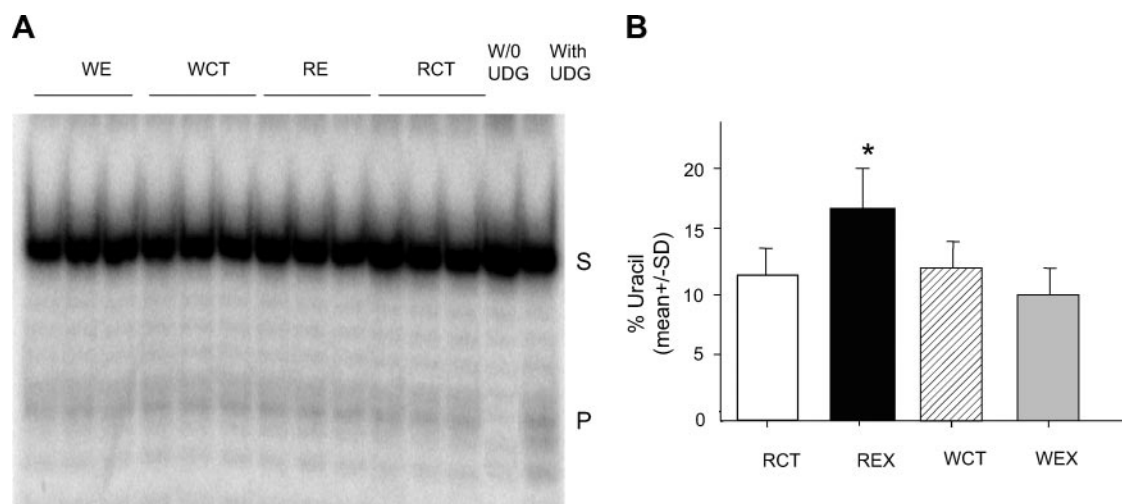 A
WE
WCT
RE
RCT
W/0
UDG
With
UDG
S
P
B
% Uracil
(mean+/-SD)
20
15
10
5
0
*
RCT
REX
WCT
WEX